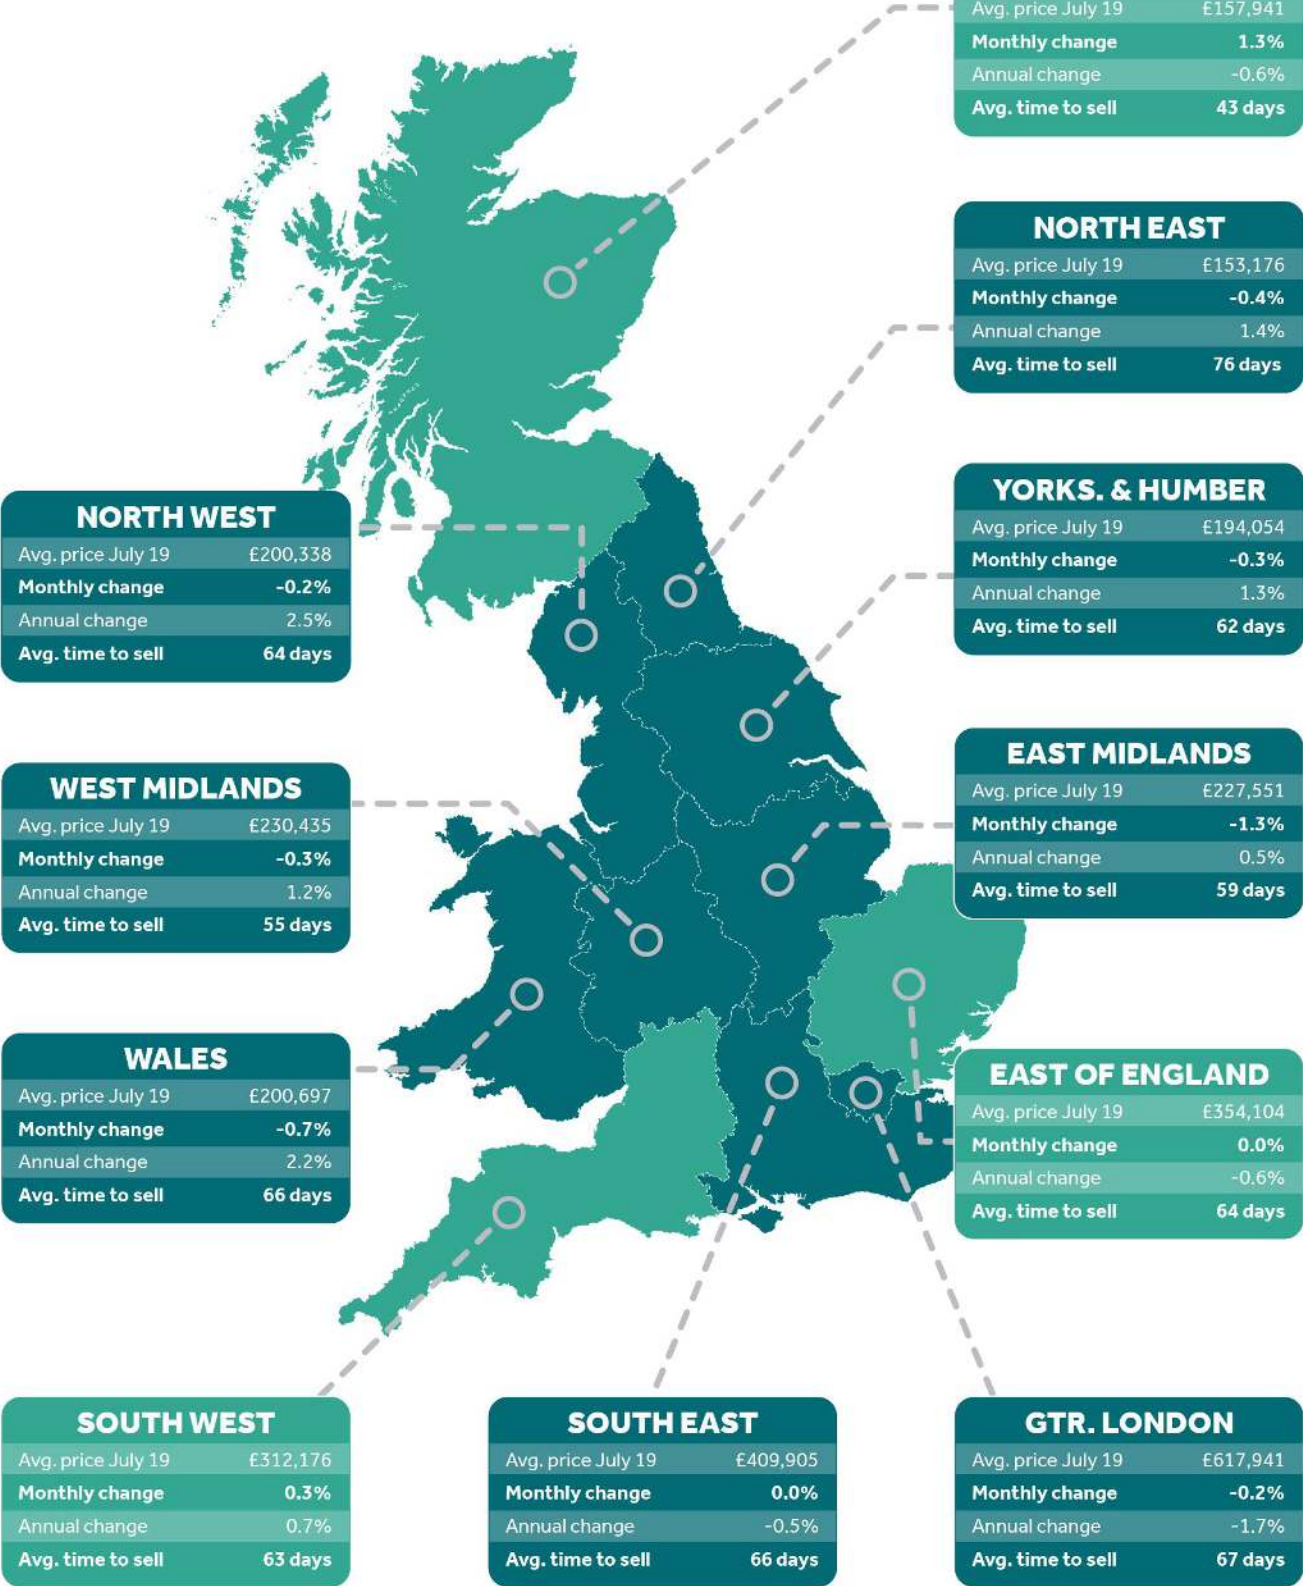 Avg. price July 19 £157,941
Monthly change 1.3%
Annual change -0.6%
Avg. time to sell 43 days
NORTH EAST
Avg. price July 19 £153,176
Monthly change -0.4%
Annual change 1.4%
Avg. time to sell 76 days
YORKS. & HUMBER
Avg. price July 19 £194,054
Monthly change -0.3%
Annual change 1.3%
Avg. time to sell 62 days
NORTH WEST
Avg. price July 19 £200,338
Monthly change -0.2%
Annual change 2.5%
Avg. time to sell 64 days
EAST MIDLANDS
Avg. price July 19 £227,551
Monthly change -1.3%
Annual change 0.5%
Avg. time to sell 59 days
WEST MIDLANDS
Avg. price July 19 £230,435
Monthly change -0.3%
Annual change 1.2%
Avg. time to sell 55 days
WALES
Avg. price July 19 £200,697
Monthly change -0.7%
Annual change 2.2%
Avg. time to sell 66 days
EAST OF ENGLAND
Avg. price July 19 £354,104
Monthly change 0.0%
Annual change -0.6%
Avg. time to sell 64 days
SOUTH WEST
Avg. price July 19 £312,176
Monthly change 0.3%
Annual change 0.7%
Avg. time to sell 63 days
SOUTH EAST
Avg. price July 19 £409,905
Monthly change 0.0%
Annual change -0.5%
Avg. time to sell 66 days
GTR. LONDON
Avg. price July 19 £617,941
Monthly change -0.2%
Annual change -1.7%
Avg. time to sell 67 days